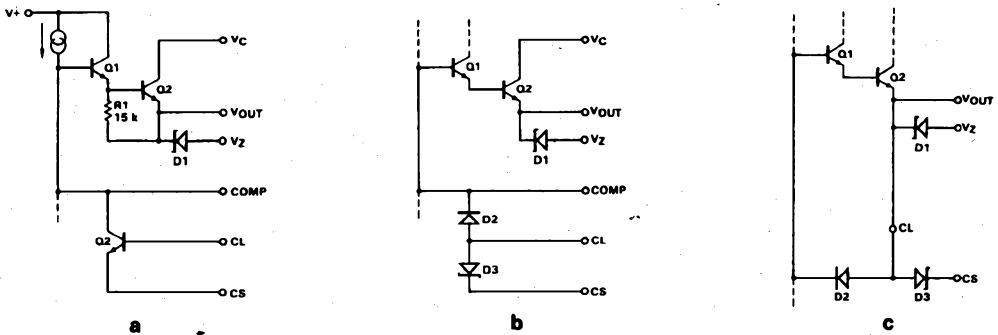 V+
C
Q1
VC
Q2
R1
15 k
VOUT
D1
VZ
COMP
Q2
CL
CS
a
Q1
VC
Q2
VOUT
D1
VZ
COMP
D2
CL
D3
CS
b
Q1
Q2
VOUT
VZ
D1
CL
D2
D3
CS
c